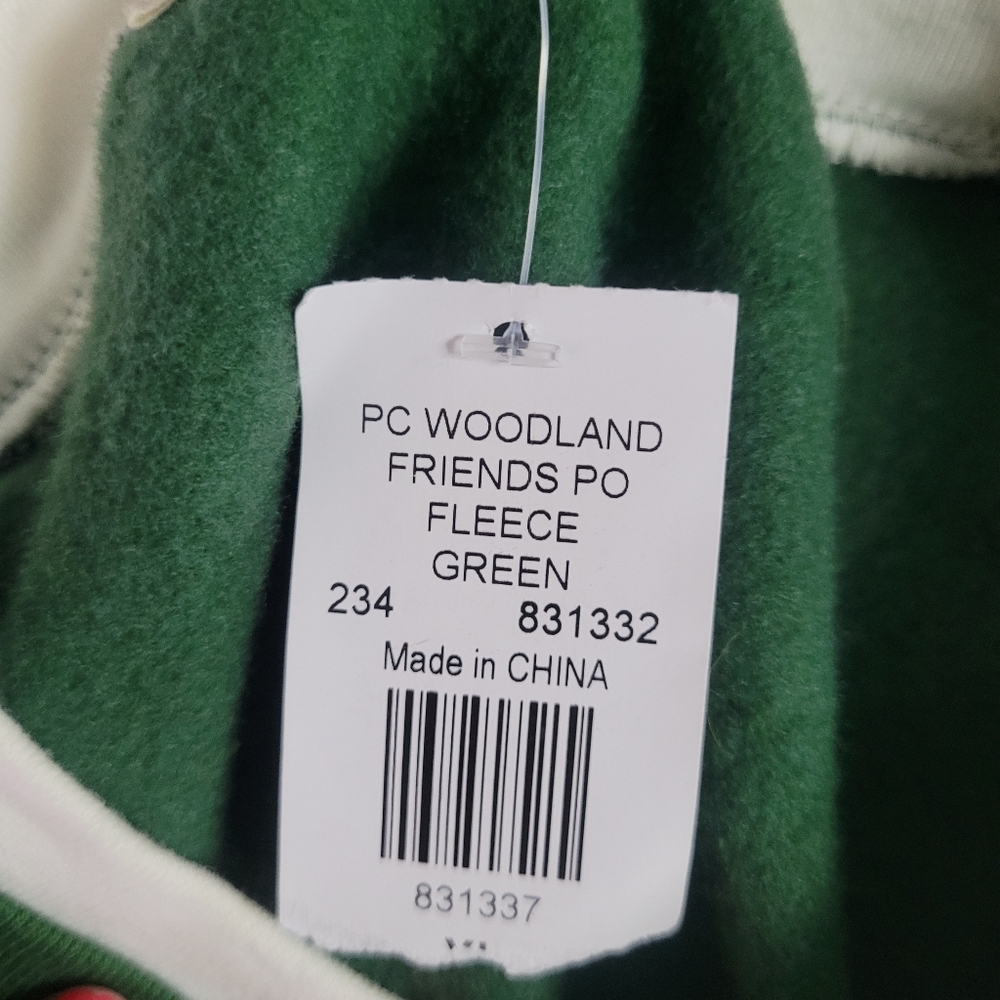 PC WOODLAND
FRIENDS PO
FLEECE
GREEN
234 831332
Made in CHINA
831337